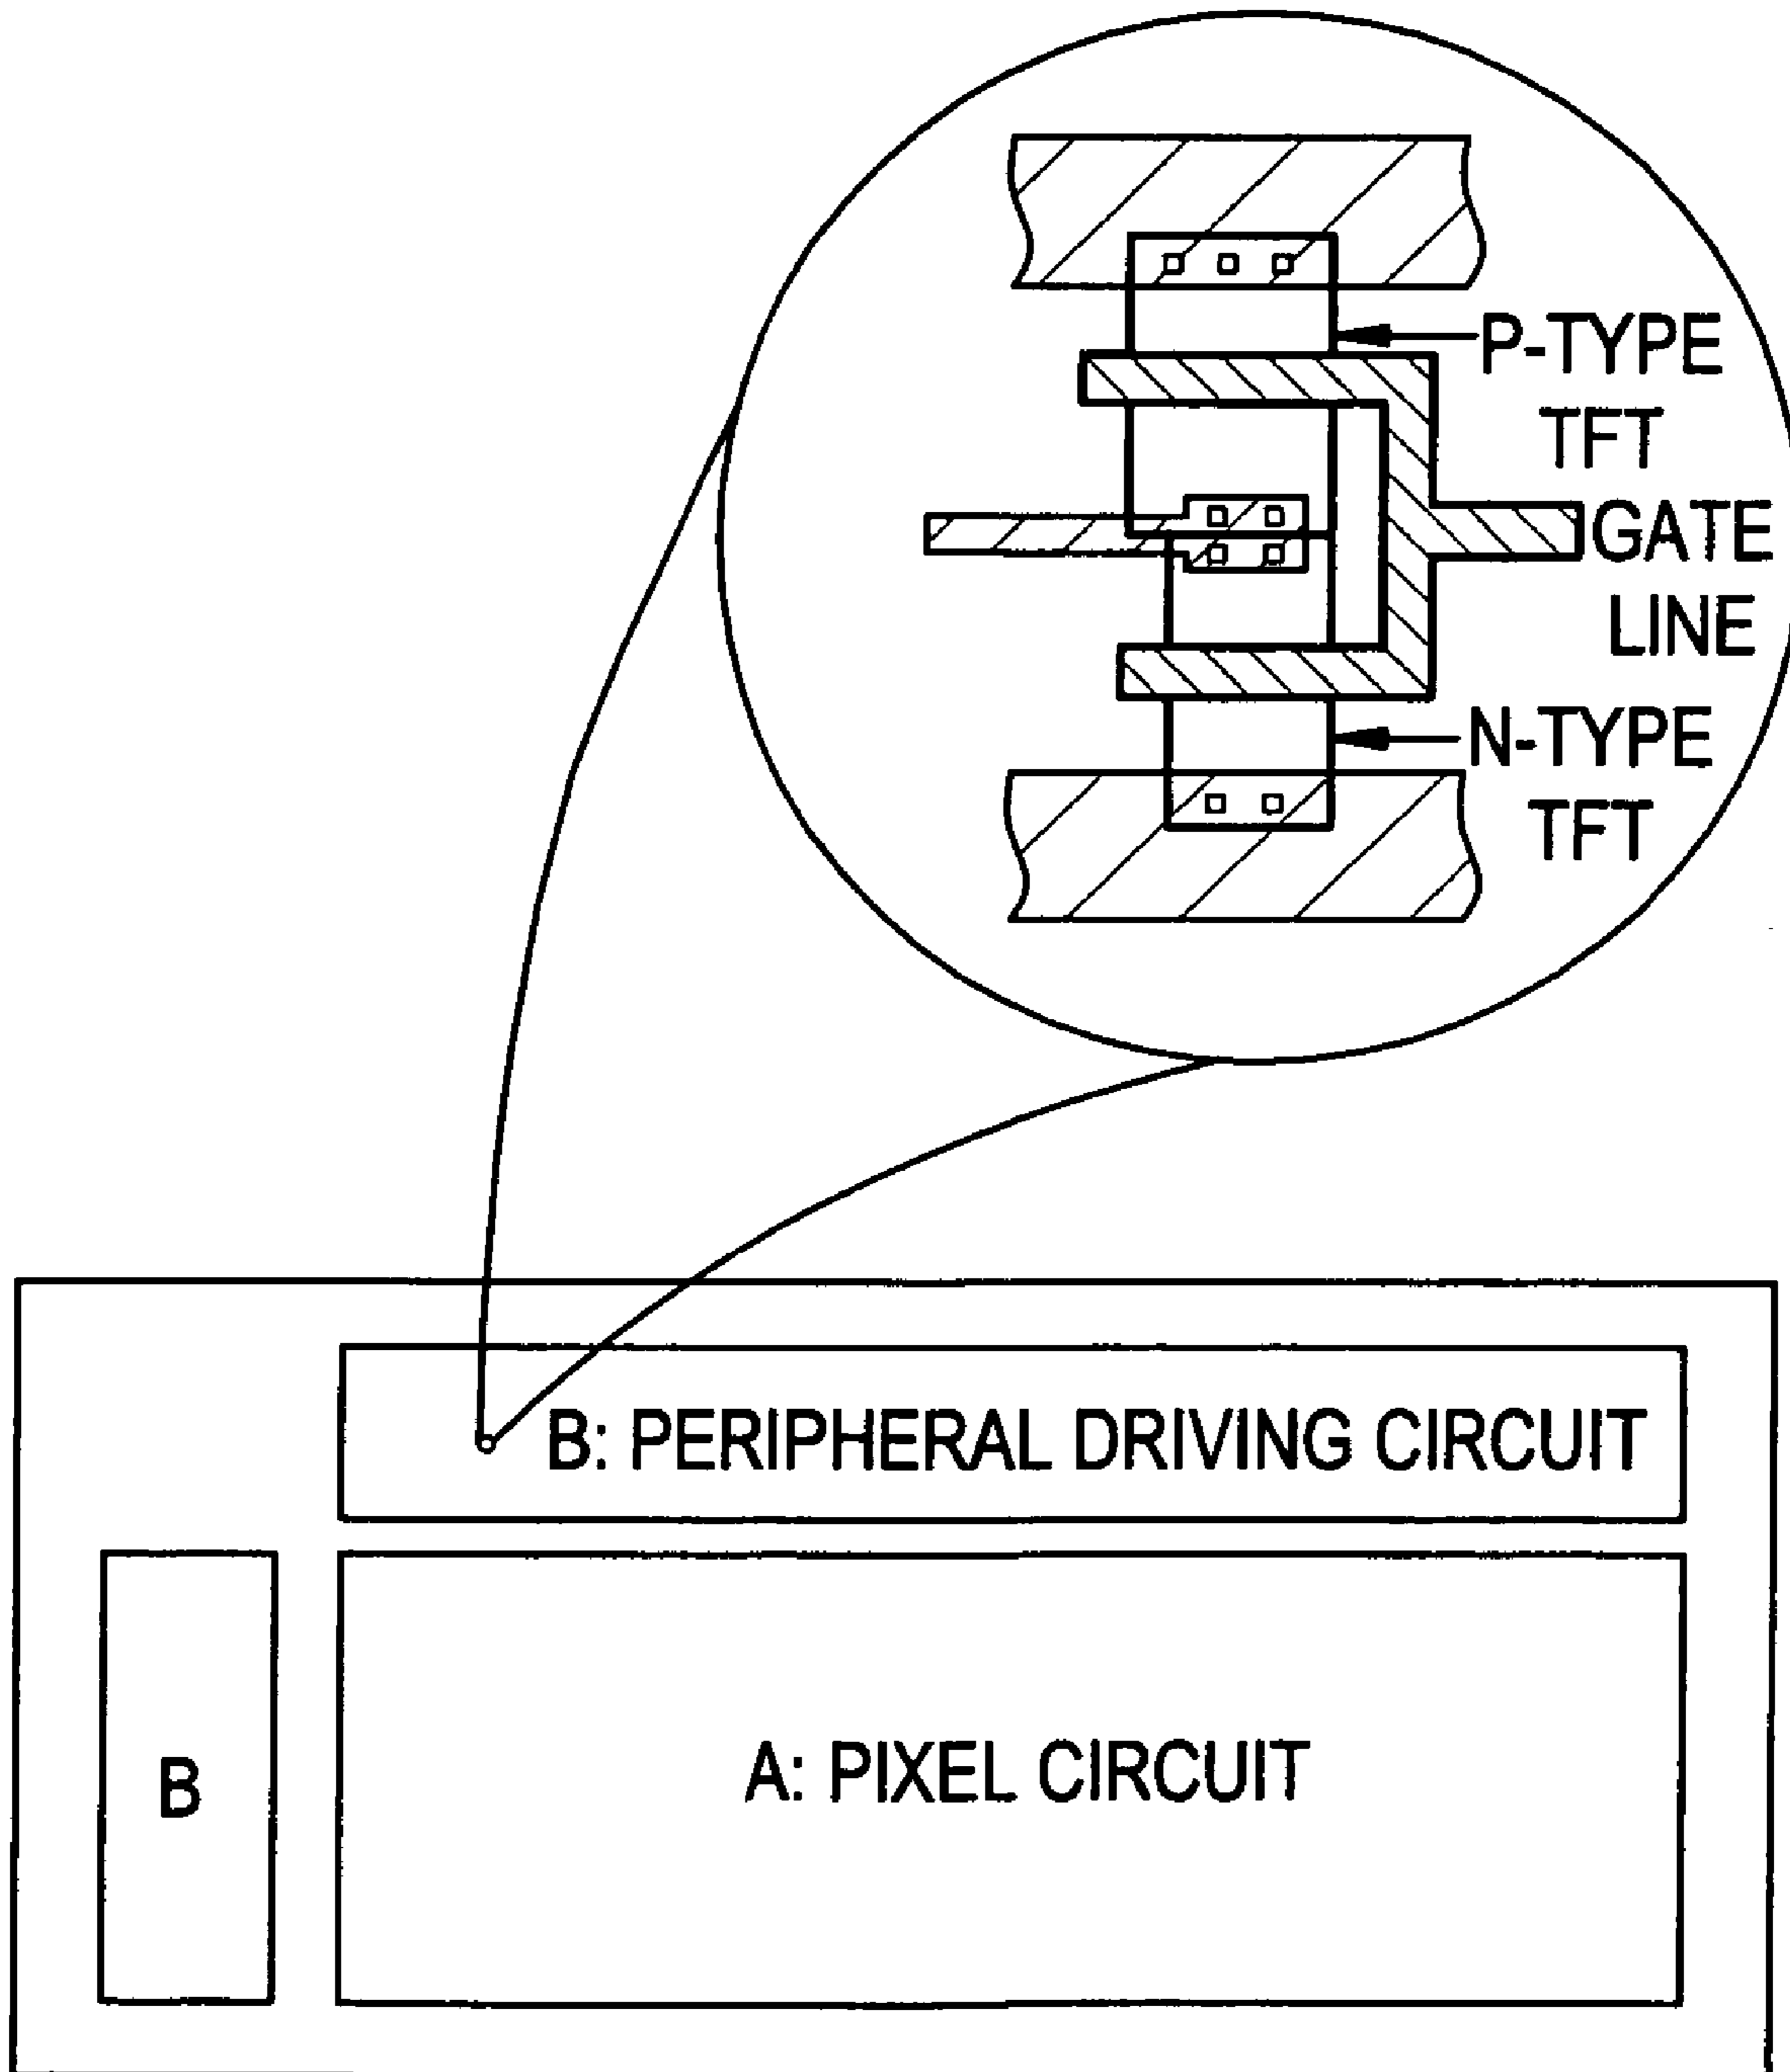 P-TYPE
TFT
GATE
LINE
N-TYPE
TFT
B: PERIPHERAL DRIVING CIRCUIT
B
A: PIXEL CIRCUIT